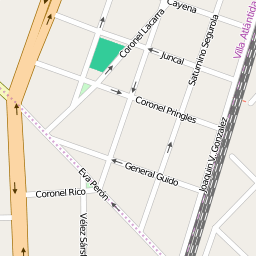 Cayena
Coronel Lacarra
Juncal
Saturnino Segurola
Villa Atlántida
Coronel Pringles
Joaquín V. González
Eva Perón
General Guido
Coronel Rico
Vélez Sarsf